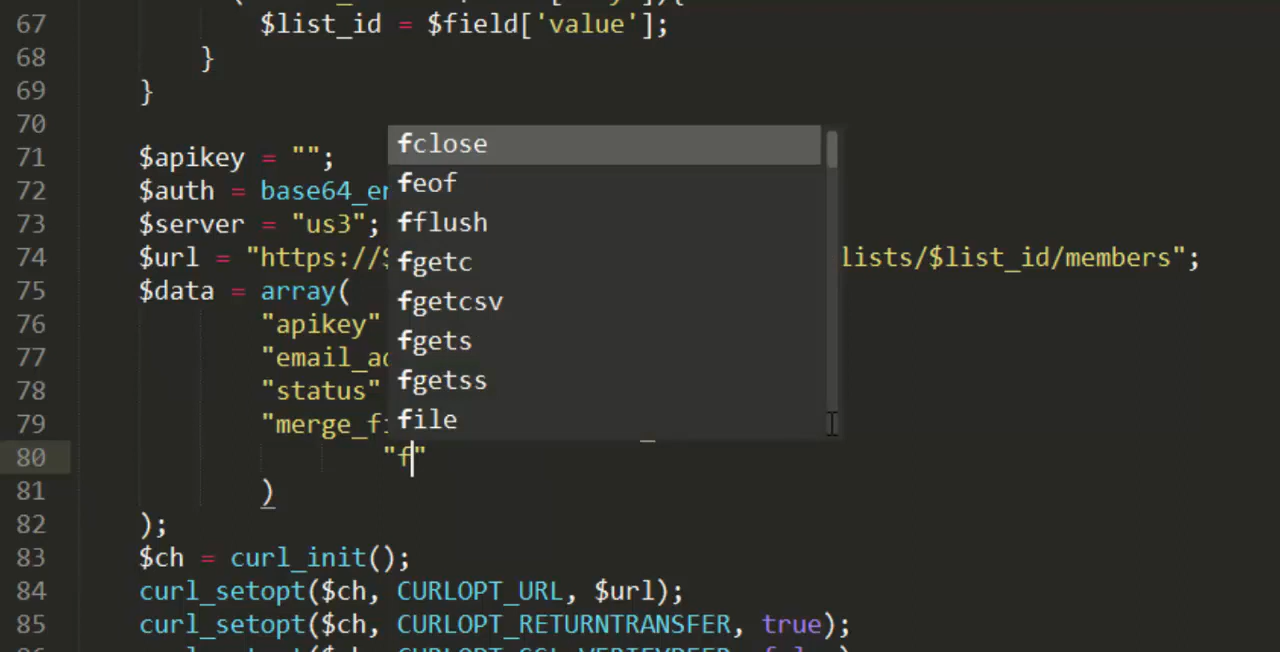 67 $list_id = $field['value'];
68 }
69 }
70
71 $apikey = "";
72 $auth = base64_en
73 $server = "us3";
74 $url = "https://$ lists/$list_id/members";
75 $data = array(
76 "apikey"
77 "email_ad
78 "status"
79 "merge_fi
80 "f"
81 )
82 );
83 $ch = curl_init();
84 curl_setopt($ch, CURLOPT_URL, $url);
85 curl_setopt($ch, CURLOPT_RETURNTRANSFER, true);
fclose
feof
fflush
fgetc
fgetcsv
fgets
fgetss
file